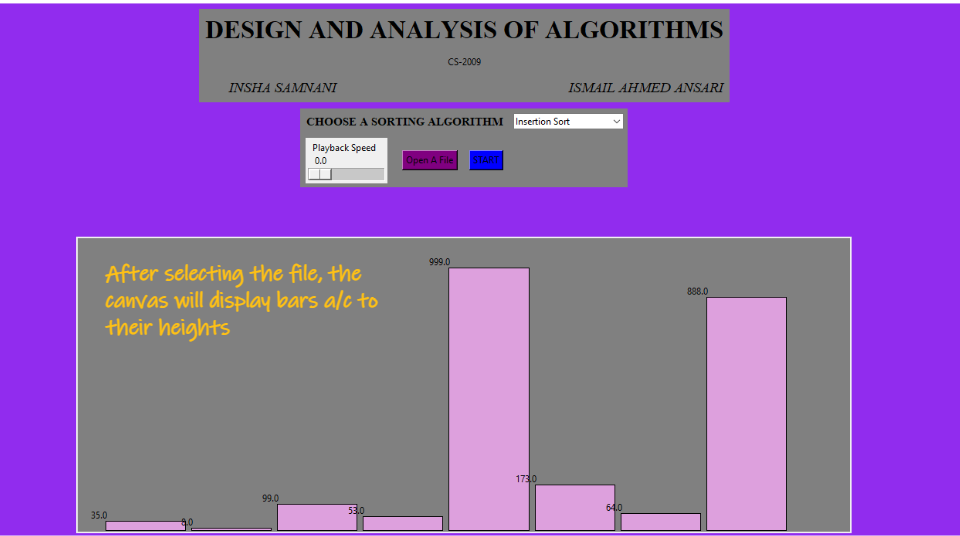 DESIGN AND ANALYSIS OF ALGORITHMS
CS-2009
INSHA SAMNANI ISMAIL AHMED ANSARI
CHOOSE A SORTING ALGORITHM Insertion Sort
Playback Speed
0.0
Open A File START
After selecting the file, the
canvas will display bars a/c to
their heights
999.0
888.0
173.0
99.0
64.0
53.0
35.0
8.0